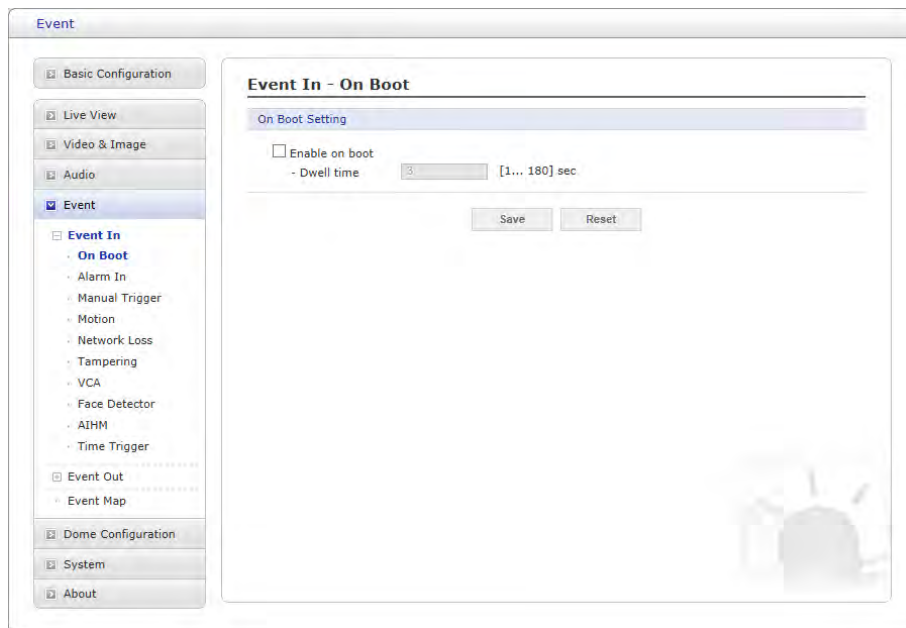 Event
Basic Configuration
Live View
Video & Image
Audio
Event
Event In
On Boot
Alarm In
Manual Trigger
Motion
Network Loss
Tampering
VCA
Face Detector
AIHM
Time Trigger
Event Out
Event Map
Dome Configuration
System
About
Event In - On Boot
On Boot Setting
Enable on boot
- Dwell time 3 [1... 180] sec
Save Reset